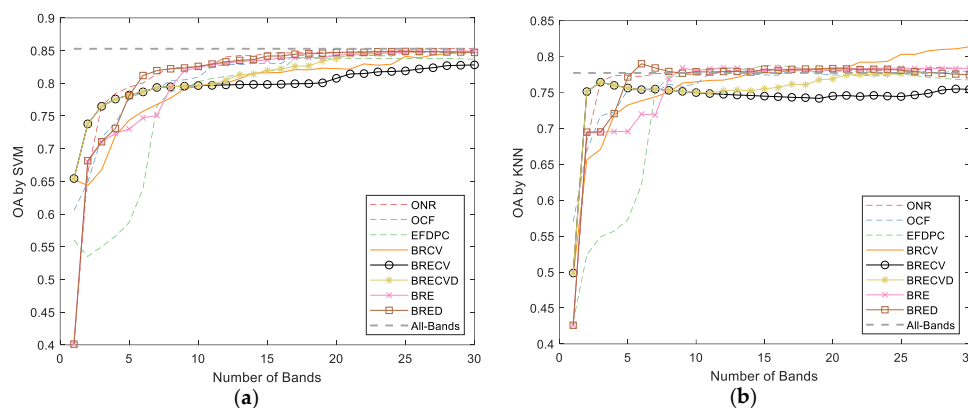 0.9
0.85
0.8
0.75
0.7
0.65
0.6
0.55
0.5
0.45
0.4
OA by SVM
0 5 10 15 20 25 30
Number of Bands
ONR
OCF
EFDPC
BRCV
BRECV
BRECVD
BRE
BRED
All-Bands
(a)
0.85
0.8
0.75
0.7
0.65
0.6
0.55
0.5
0.45
0.4
OA by KNN
0 5 10 15 20 25 30
Number of Bands
ONR
OCF
EFDPC
BRCV
BRECV
BRECVD
BRE
BRED
All-Bands
(b)